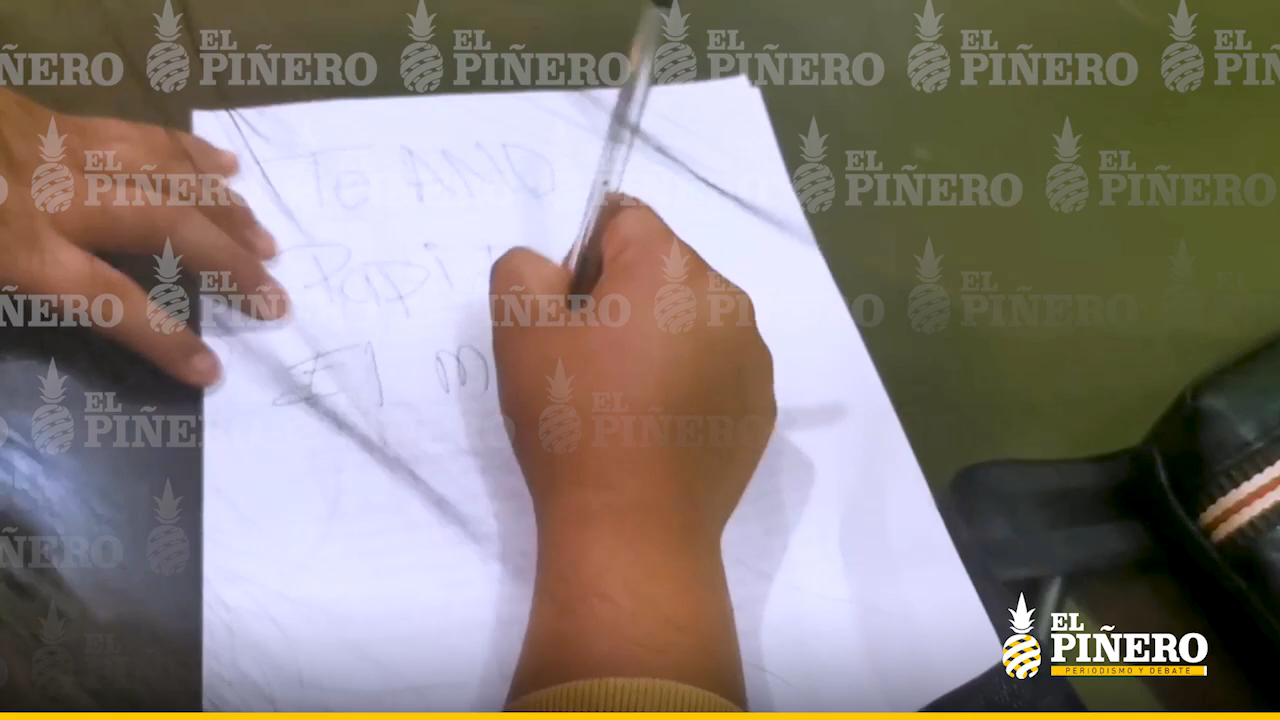 Te AMO
Papi
El m
EL
PIÑERO
PERIODISMO Y DEBATE